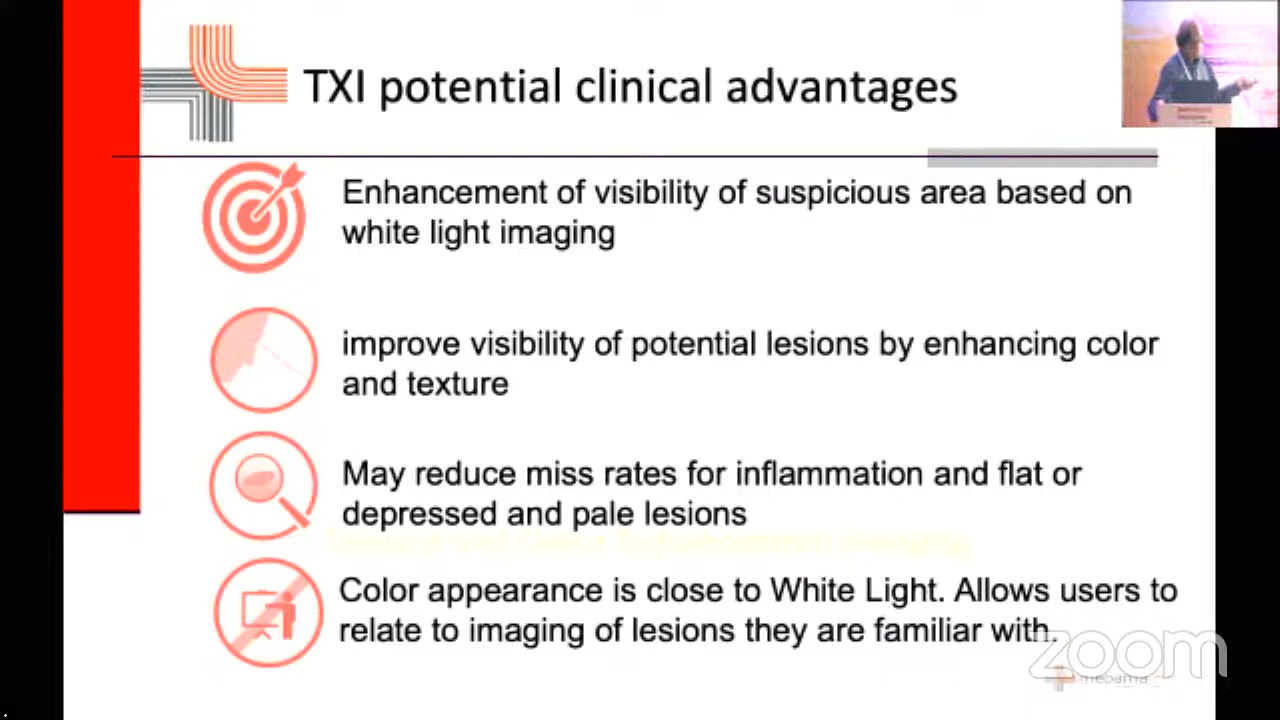 TXI potential clinical advantages
Enhancement of visibility of suspicious area based on
white light imaging
improve visibility of potential lesions by enhancing color
and texture
May reduce miss rates for inflammation and flat or
depressed and pale lesions
Color appearance is close to White Light. Allows users to
relate to imaging of lesions they are familiar with.
zoom